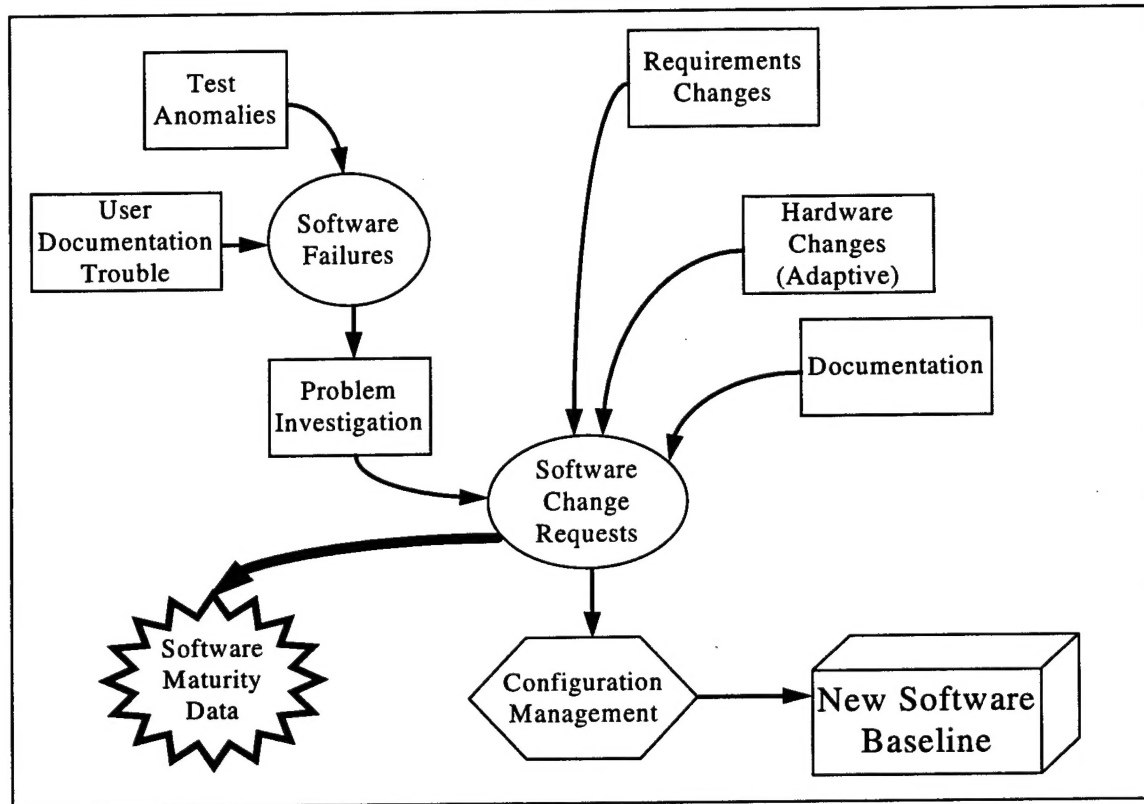 Test
Anomalies
Requirements
Changes
User
Documentation
Trouble
Software
Failures
Hardware
Changes
(Adaptive)
Problem
Investigation
Documentation
Software
Change
Requests
Software
Maturity
Data
Configuration
Management
New Software
Baseline